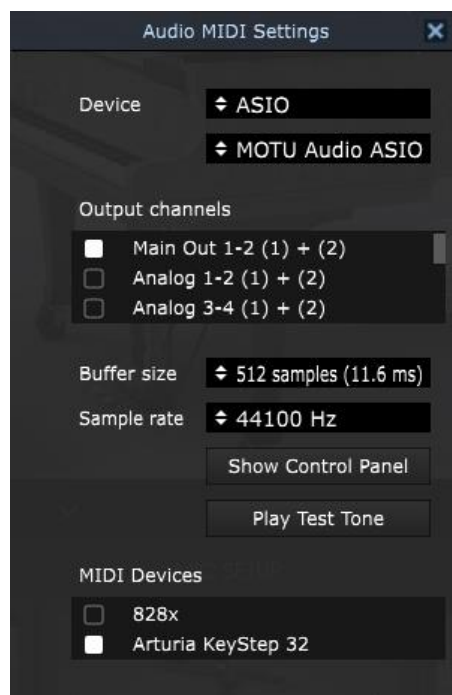 Audio MIDI Settings
Device
ASIO
MOTU Audio ASIO
Output channels
Main Out 1-2 (1) + (2)
Analog 1-2 (1) + (2)
Analog 3-4 (1) + (2)
Buffer size 512 samples (11.6 ms)
Sample rate 44100 Hz
Show Control Panel
Play Test Tone
MIDI Devices
828x
Arturia KeyStep 32